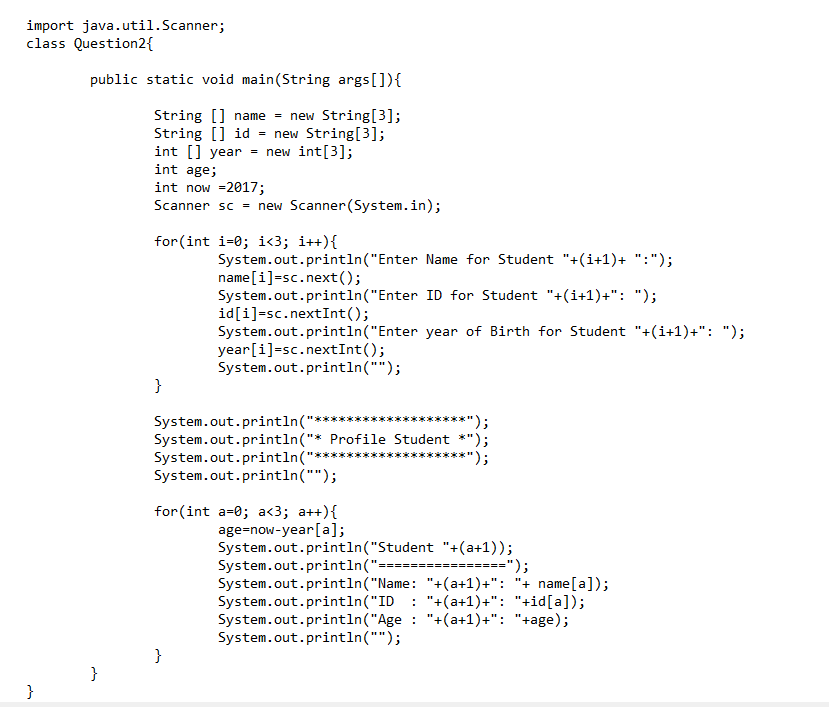 import java.util.Scanner;
class Question2{
public static void main(String args[]){
String [] name = new String[3];
String [] id = new String[3];
int [] year = new int[3];
int age;
int now =2017;
Scanner sc = new Scanner(System.in);
for(int i=0; i<3; i++){
System.out.println("Enter Name for Student "+(i+1)+ ":");
name[i]=sc.next();
System.out.println("Enter ID for Student "+(i+1)+": ");
id[i]=sc.nextInt();
System.out.println("Enter year of Birth for Student "+(i+1)+": ");
year[i]=sc.nextInt();
System.out.println("");
}
System.out.println("*******************");
System.out.println("* Profile Student *");
System.out.println("*******************");
System.out.println("");
for(int a=0; a<3; a++){
age=now-year[a];
System.out.println("Student "+(a+1));
System.out.println("================");
System.out.println("Name: "+(a+1)+": "+ name[a]);
System.out.println("ID  : "+(a+1)+": "+id[a]);
System.out.println("Age : "+(a+1)+": "+age);
System.out.println("");
}
}
}